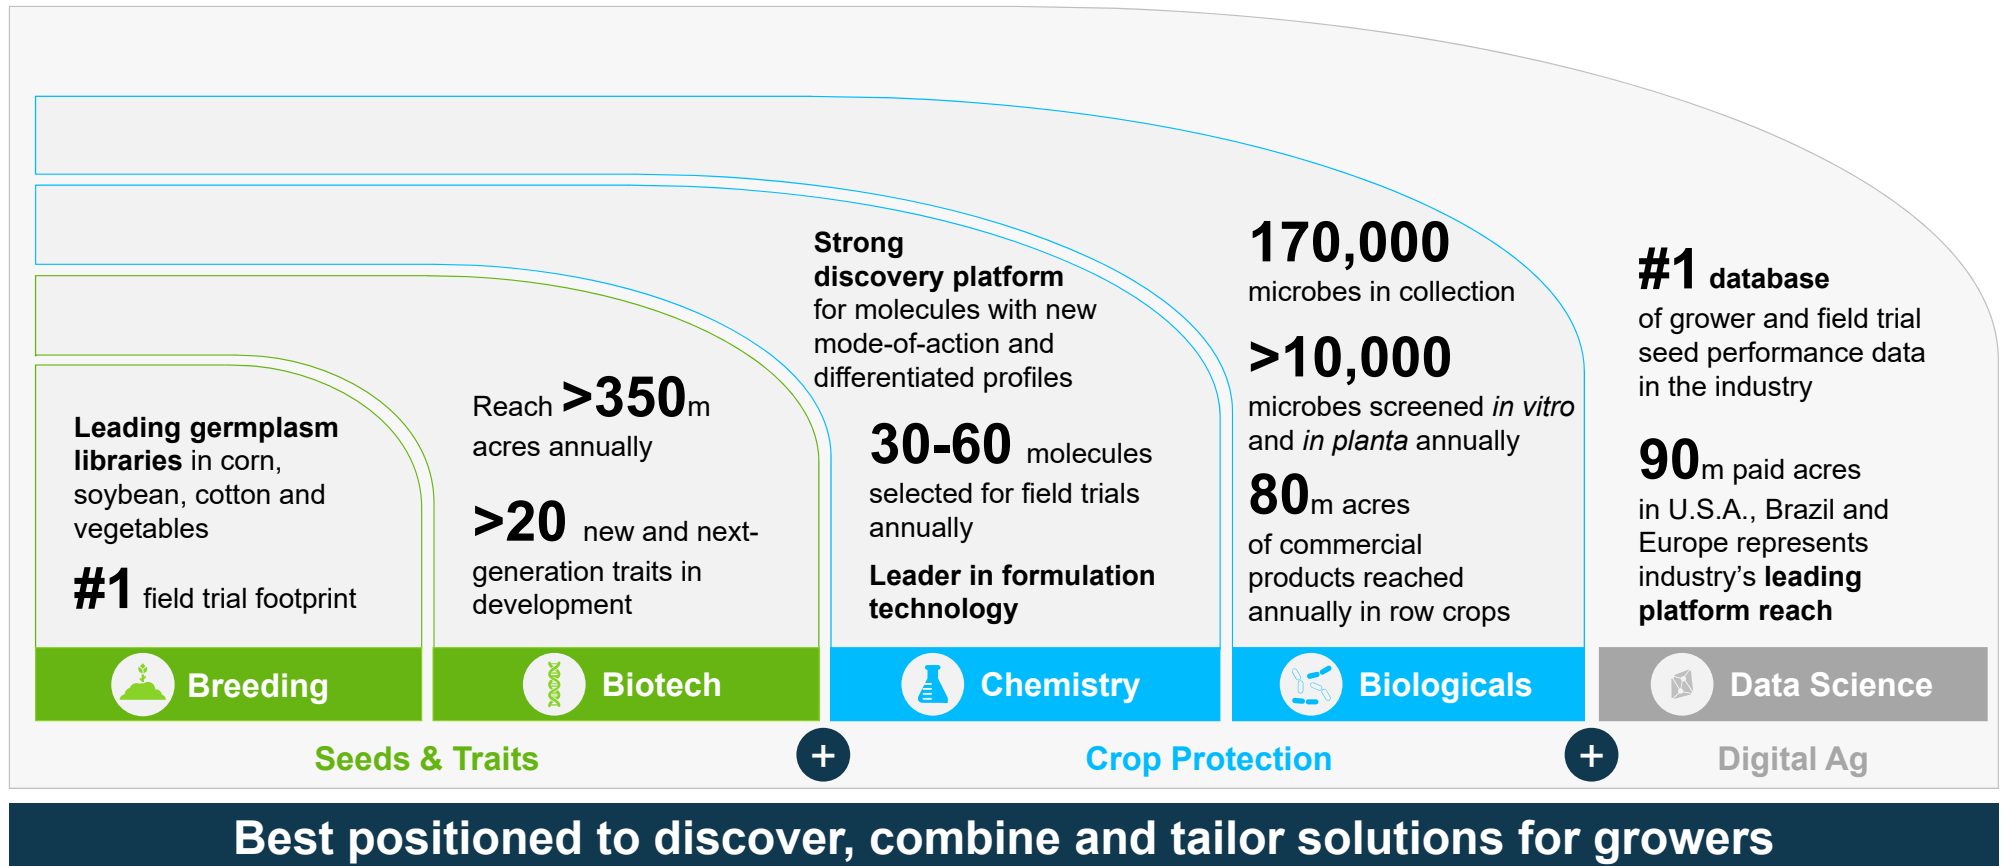 Leading germplasm
libraries in corn,
soybean, cotton and
vegetables
#1 field trial footprint
Breeding
Reach >350m
acres annually
>20 new and next-
generation traits in
development
Biotech
Seeds & Traits
+
Strong
discovery platform
for molecules with new
mode-of-action and
differentiated profiles
30-60 molecules
selected for field trials
annually
Leader in formulation
technology
Chemistry
170,000
microbes in collection
>10,000
microbes screened in vitro
and in planta annually
80m acres
of commercial
products reached
annually in row crops
Biologicals
Crop Protection
+
#1 database
of grower and field trial
seed performance data
in the industry
90m paid acres
in U.S.A., Brazil and
Europe represents
industry’s leading
platform reach
Data Science
Digital Ag
Best positioned to discover, combine and tailor solutions for growers